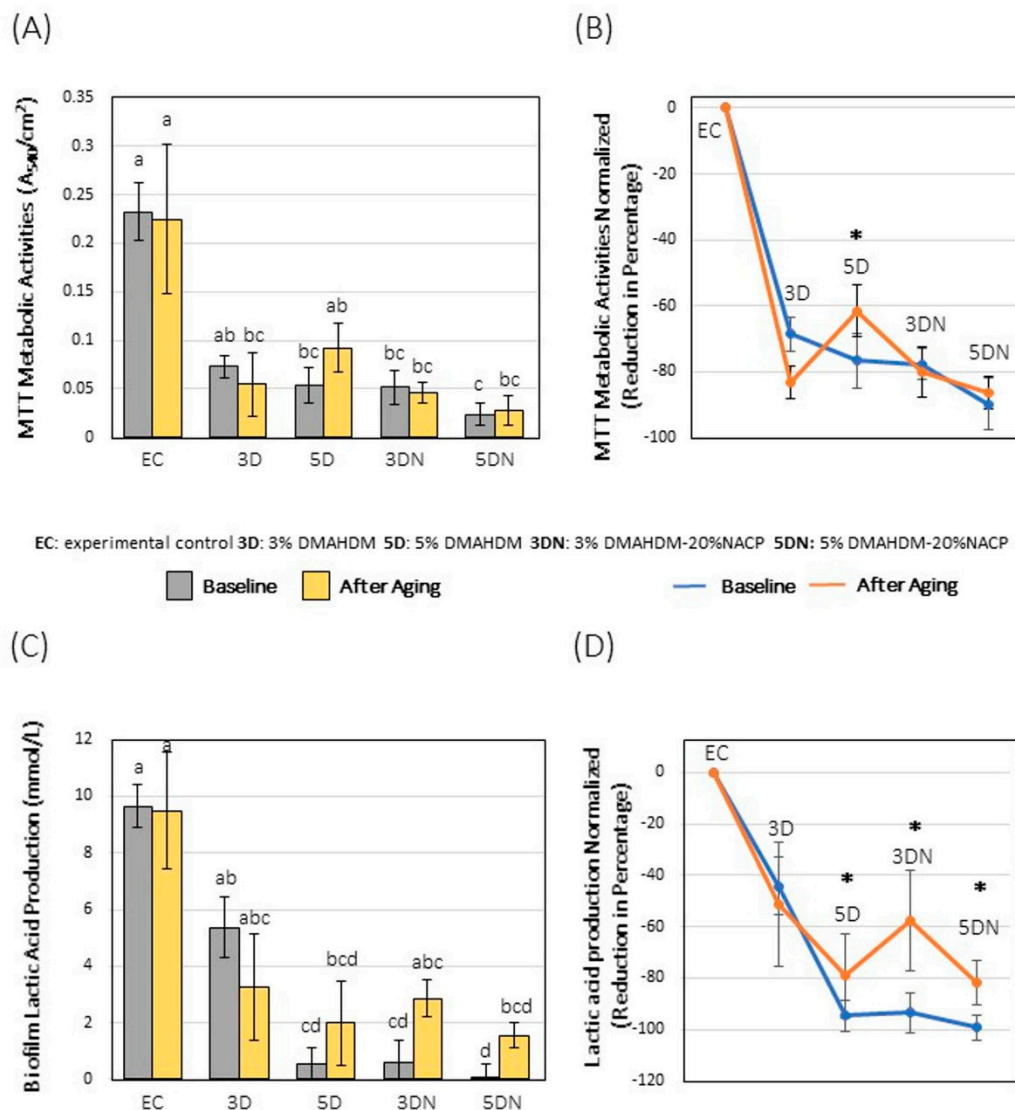 (A)
MTT Metabolic Activities (A₅₄₀/cm²)
0.35
0.3
0.25
0.2
0.15
0.1
0.05
0
a
a
ab
bc
bc
ab
bc
bc
c
bc
EC
3D
5D
3DN
5DN
(B)
MTT Metabolic Activities Normalized
(Reduction in Percentage)
0
-20
-40
-60
-80
-100
EC
3D
*
5D
3DN
5DN
EC: experimental control 3D: 3% DMAHDM 5D: 5% DMAHDM 3DN: 3% DMAHDM-20%NACP 5DN: 5% DMAHDM-20%NACP
Baseline After Aging
Baseline After Aging
(C)
Biofilm Lactic Acid Production (mmol/L)
12
10
8
6
4
2
0
a
a
ab
abc
cd
bcd
cd
abc
d
bcd
EC
3D
5D
3DN
5DN
(D)
Lactic acid production Normalized
(Reduction in Percentage)
0
-20
-40
-60
-80
-100
-120
EC
3D
*
5D
*
3DN
*
5DN